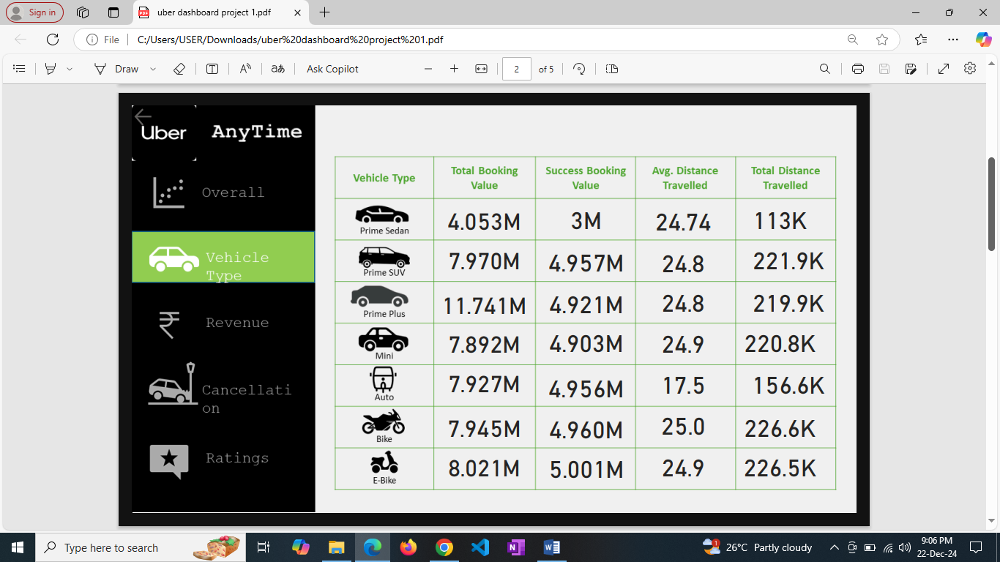 Sign in
uber dashboard project 1.pdf
File
C:/Users/USER/Downloads/uber%20dashboard%20project%201.pdf
Draw
Ask Copilot
2 of 5
Uber
AnyTime
Overall
Vehicle
Type
Revenue
Cancellati
on
Ratings
Vehicle Type
Total Booking
Value
Success Booking
Value
Avg. Distance
Travelled
Total Distance
Travelled
Prime Sedan
4.053M
3M
24.74
113K
Prime SUV
7.970M
4.957M
24.8
221.9K
Prime Plus
11.741M
4.921M
24.8
219.9K
Mini
7.892M
4.903M
24.9
220.8K
Auto
7.927M
4.956M
17.5
156.6K
Bike
7.945M
4.960M
25.0
226.6K
E-Bike
8.021M
5.001M
24.9
226.5K
Type here to search
26°C Partly cloudy
9:06 PM
22-Dec-24